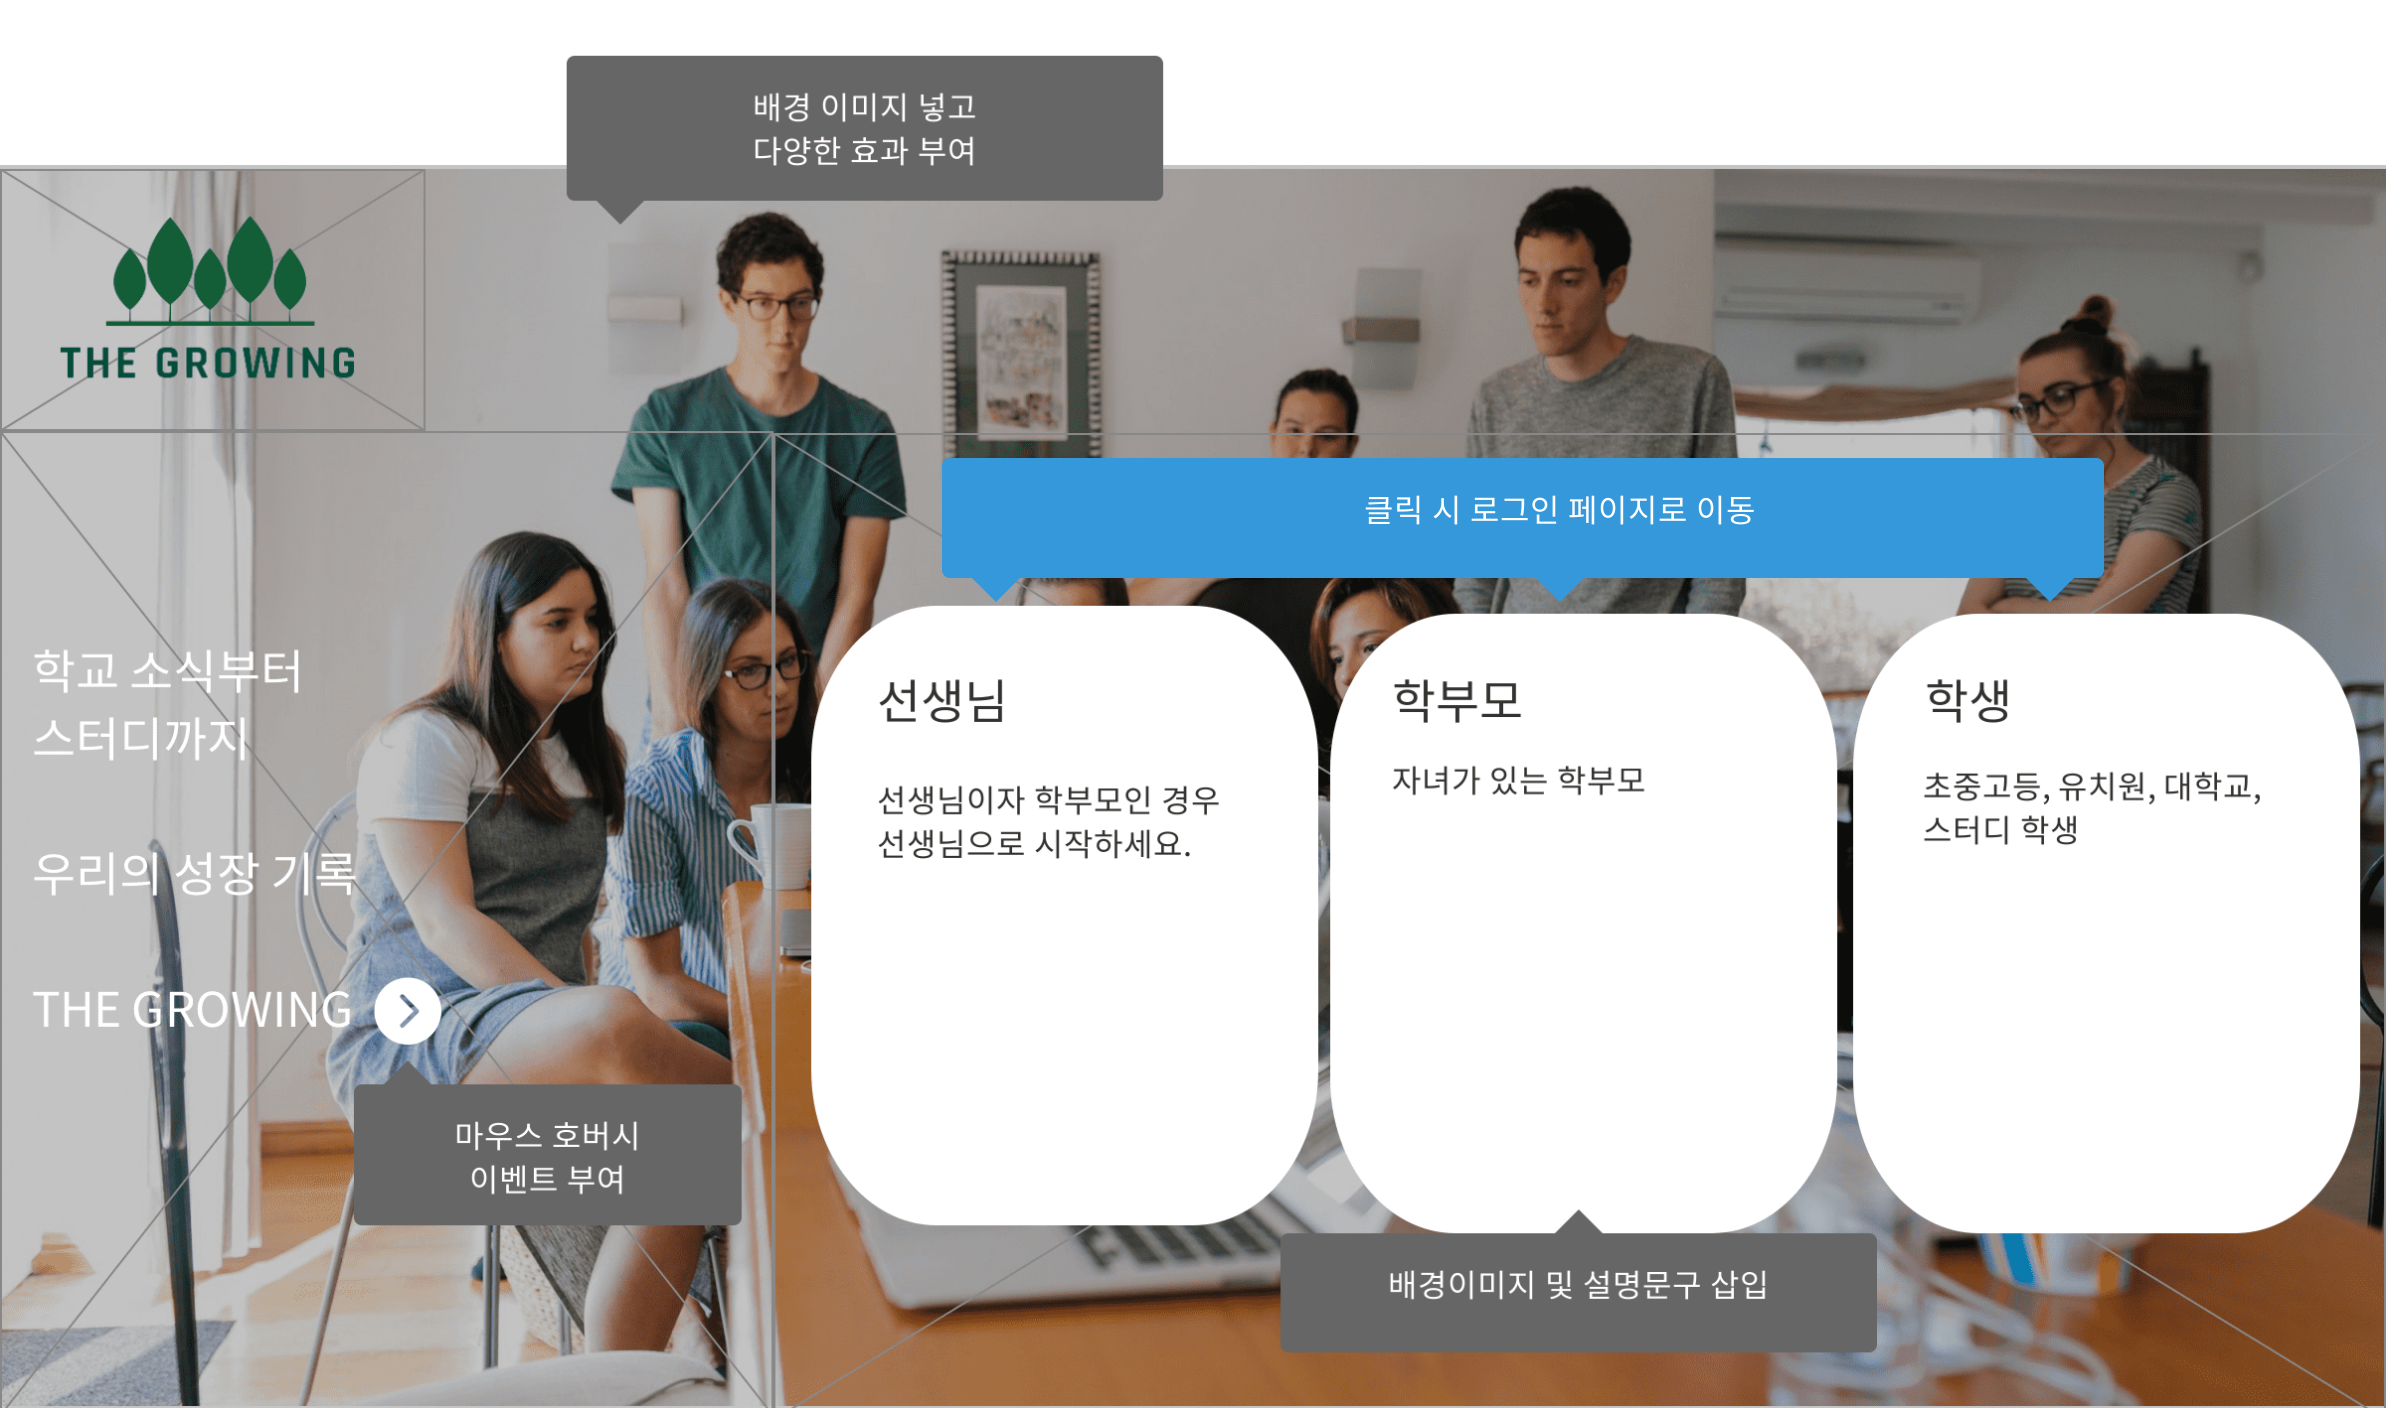 배경 이미지 넣고
다양한 효과 부여
THE GROWING
클릭 시 로그인 페이지로 이동
학교 소식부터
스터디까지
우리의 성장 기록
THE GROWING
마우스 호버시
이벤트 부여
선생님
선생님이자 학부모인 경우
선생님으로 시작하세요.
학부모
자녀가 있는 학부모
학생
초중고등, 유치원, 대학교,
스터디 학생
배경이미지 및 설명문구 삽입